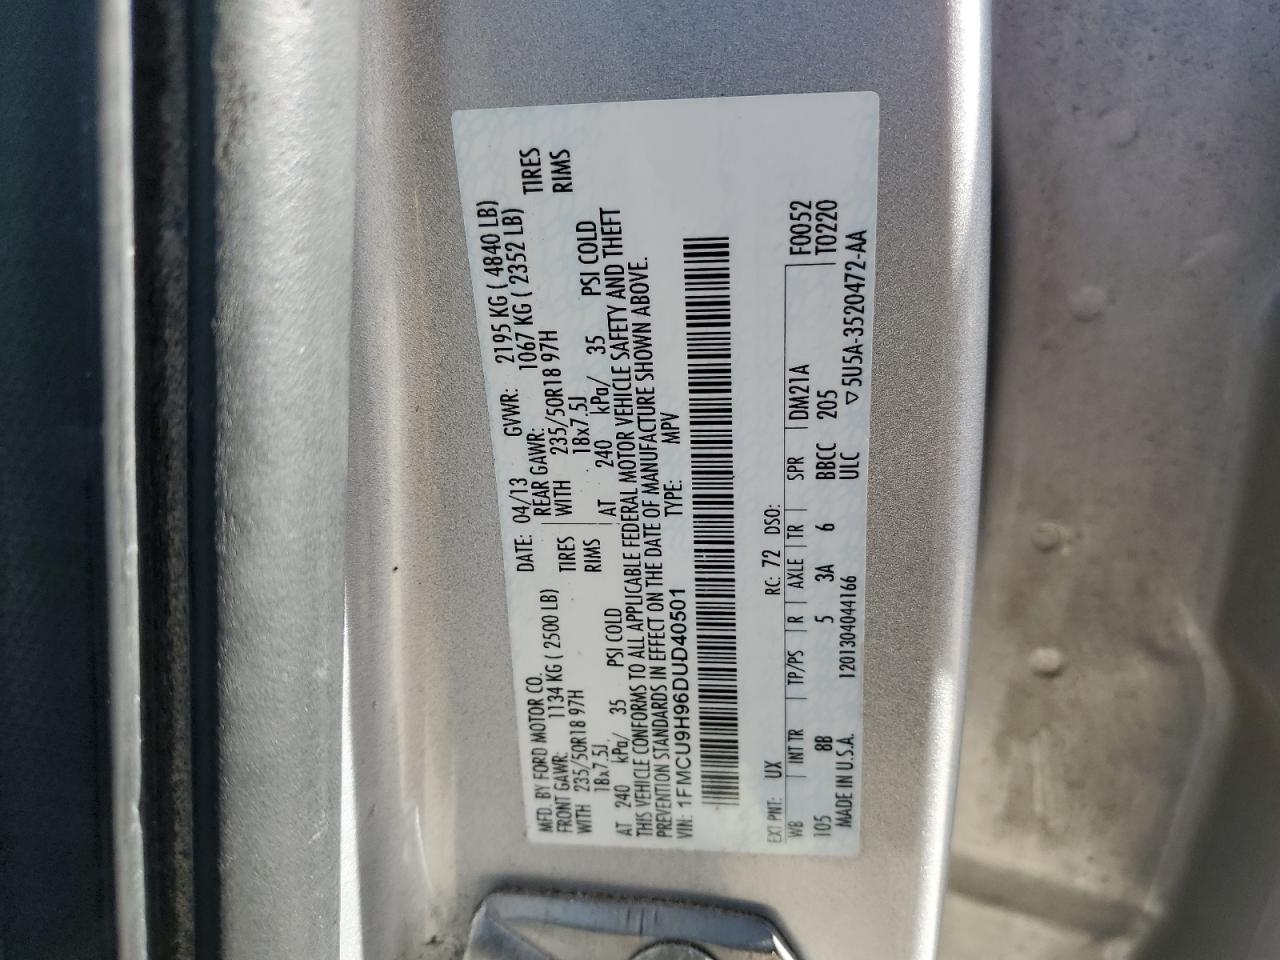 MFD. BY FORD MOTOR CO.
DATE: 04/13 GVWR: 2195 KG ( 4840 LB)
FRONT GAWR: 1134 KG ( 2500 LB) REAR GAWR: 1067 KG ( 2352 LB)
WITH 235/50R18 97H TIRES WITH 235/50R18 97H TIRES
18x7.5J RIMS 18x7.5J RIMS
AT 240 kPa/ 35 PSI COLD AT 240 kPa/ 35 PSI COLD
THIS VEHICLE CONFORMS TO ALL APPLICABLE FEDERAL MOTOR VEHICLE SAFETY AND THEFT
PREVENTION STANDARDS IN EFFECT ON THE DATE OF MANUFACTURE SHOWN ABOVE.
VIN: 1FMCU9H96DUD40501 TYPE: MPV
EXT PNT: UX RC: 72 DSO:
WB INT TR TP/PS R AXLE TR SPR DM21A F0052
105 8B 5 3A 6 BBCC 205 T0220
MADE IN U.S.A. 1201304044166 ULC ▽5U5A-3520472-AA